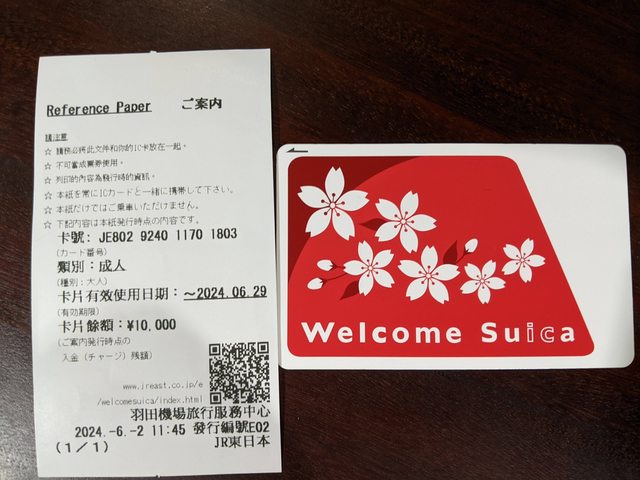 Reference Paper ご案内
請注意
☆ 請務必將此文件和你的IC卡放在一起。
☆ 不可當成票券使用。
☆ 列印的內容為發行時的資訊。
☆ 本紙を常にICカードと一緒に携帯して下さい。
☆ 本紙だけではご乗車いただけません。
☆ 下記内容は本紙発行時点の内容です。
卡號: JE802 9240 1170 1803
(カード番号)
類別：成人
(種別：大人)
卡片有效使用日期：～2024.06.29
(有効期限)
卡片餘額：¥10,000
(ご案内発行時点の
入金（チャージ）残額)
www.jreast.co.jp/e
/welcomesuica/index.html
羽田機場旅行服務中心
2024.-6.-2 11:45 發行編號E02
(1/1) JR東日本
Welcome Suica